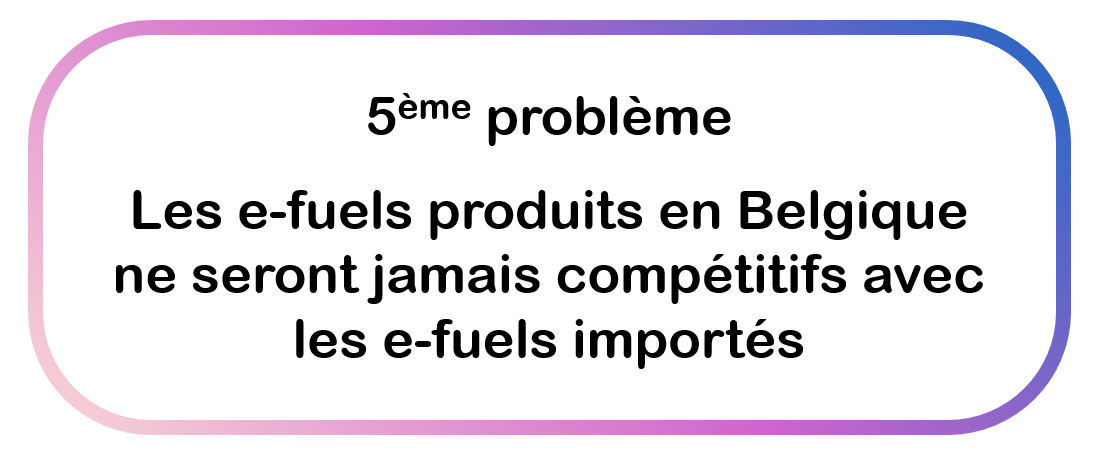 5ème problème
Les e-fuels produits en Belgique
ne seront jamais compétitifs avec
les e-fuels importés